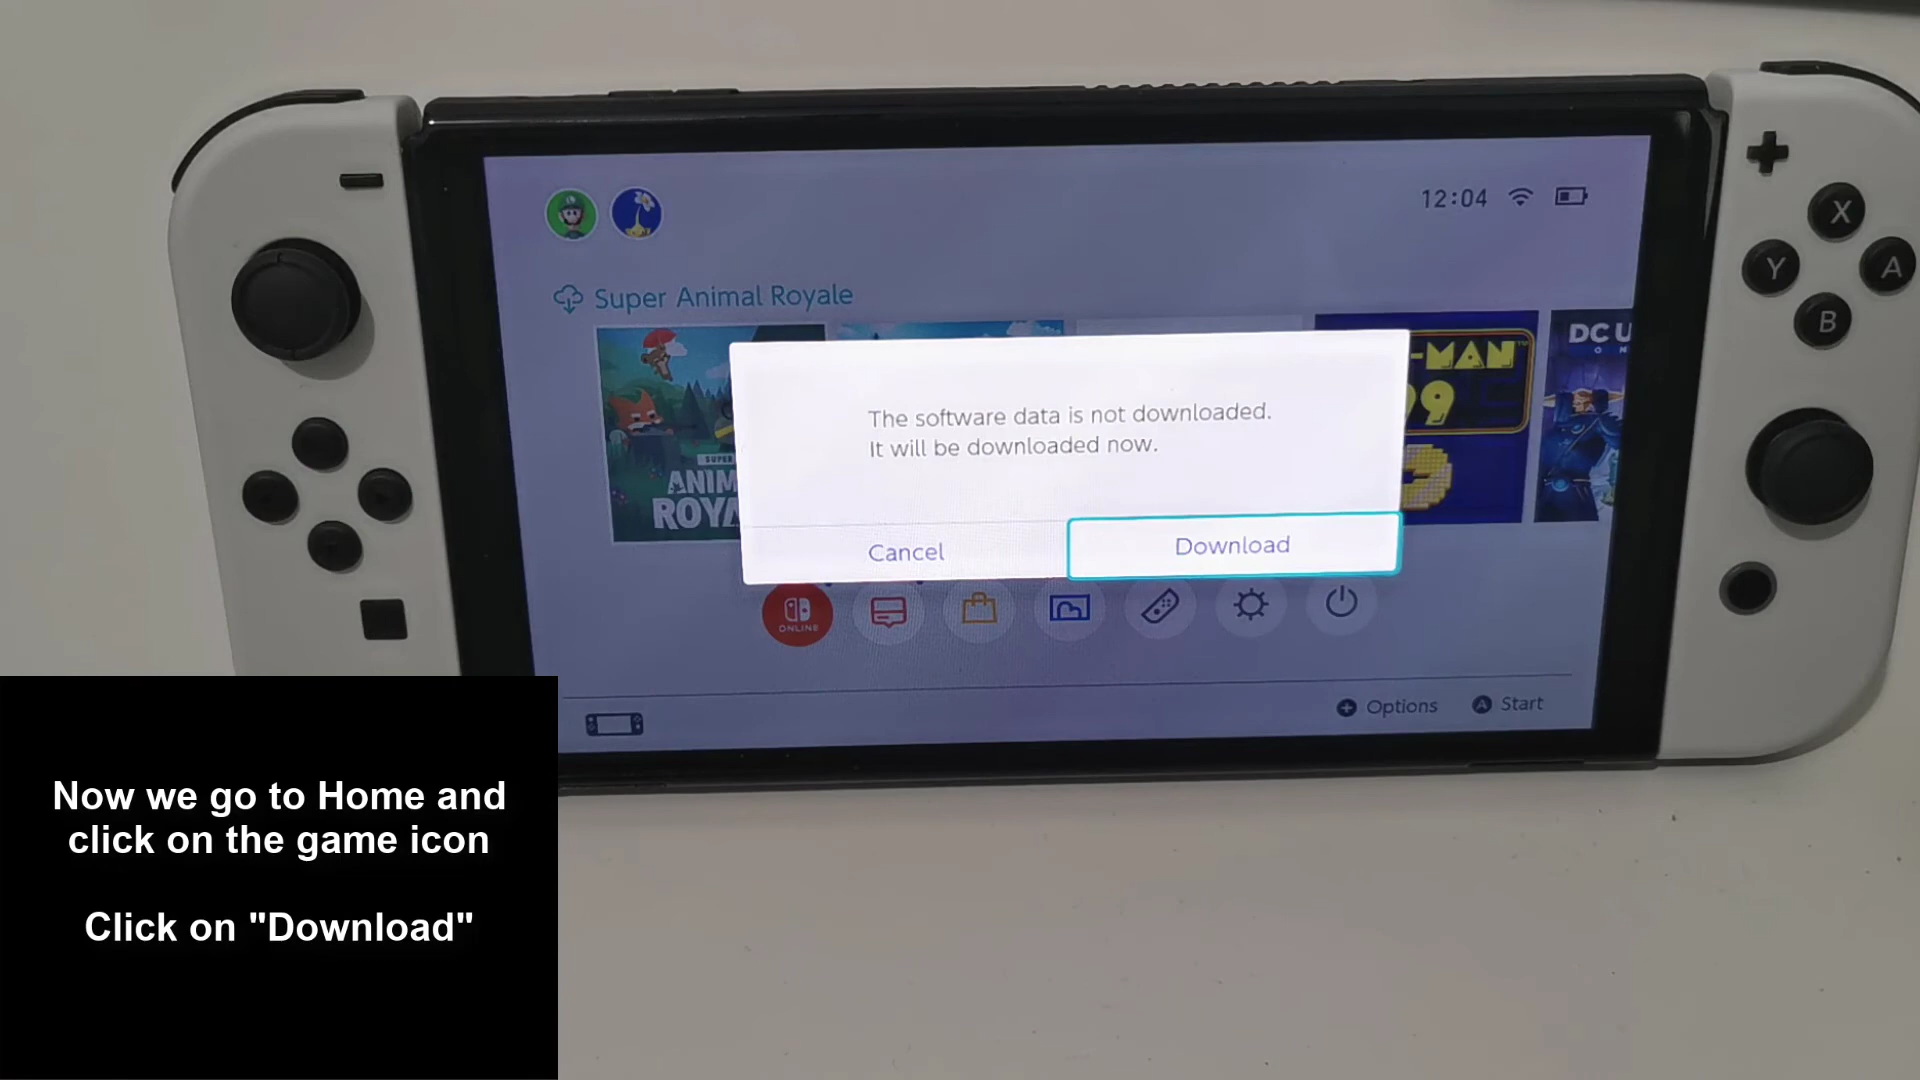 12:04
Super Animal Royale
SUPER
ANIM
ROYA
-MAN
99
DC U
O N
The software data is not downloaded.
It will be downloaded now.
Cancel
Download
ONLINE
Options
A Start
X
Y
A
B
Now we go to Home and
click on the game icon
Click on "Download"